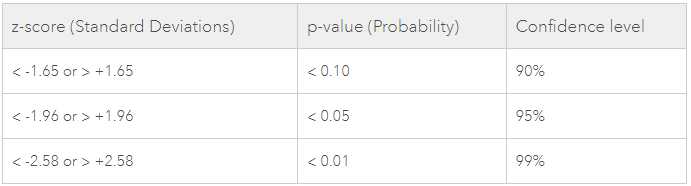 z-score (Standard Deviations) p-value (Probability) Confidence level
< -1.65 or > +1.65 < 0.10 90%
< -1.96 or > +1.96 < 0.05 95%
< -2.58 or > +2.58 < 0.01 99%